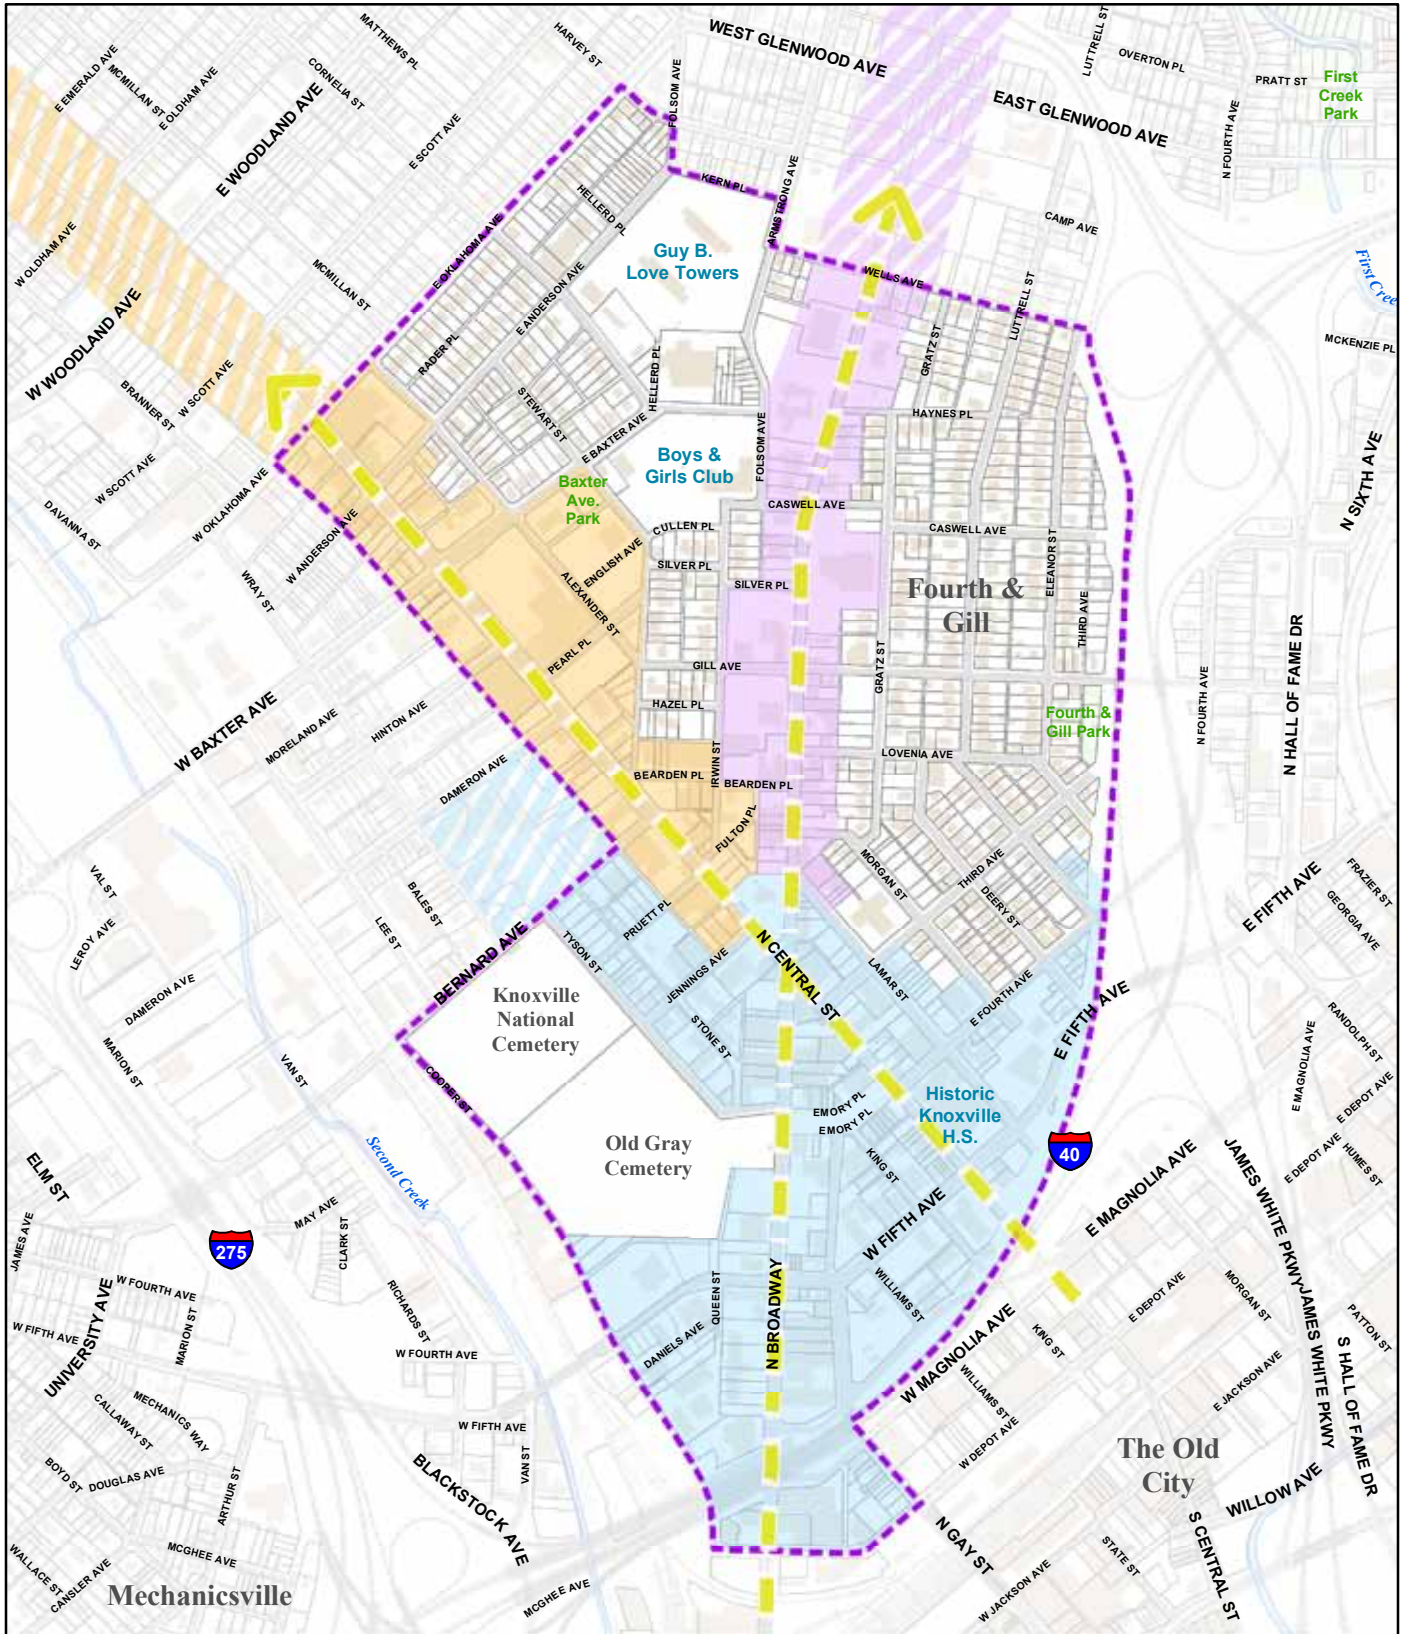 MATTHEWS PL
HARVEY ST
WEST GLENWOOD AVE
LUTTRELL ST
OVERTON PL
PRATT ST
First
Creek
Park
E EMERALD AVE
MCMILLAN ST
E OLDHAM AVE
CORNELIA ST
E WOODLAND AVE
E SCOTT AVE
FOLSOM AVE
EAST GLENWOOD AVE
N FOURTH AVE
KERN PL
ARMSTRONG AVE
HELLERD PL
CAMP AVE
W OLDHAM AVE
MCMILLAN ST
E OKLAHOMA AVE
Guy B.
Love Towers
E ANDERSON AVE
WELLS AVE
LUTTRELL ST
First Cree
MCKENZIE PL
W WOODLAND AVE
RADER PL
GRATZ ST
BRANNER ST
W SCOTT AVE
STEWART ST
HELLERD PL
HAYNES PL
E BAXTER AVE
FOLSOM AVE
N SIXTH AVE
W SCOTT AVE
W OKLAHOMA AVE
Boys &
Girls Club
Baxter
Ave.
Park
DAVANNA ST
W ANDERSON AVE
CASWELL AVE
CASWELL AVE
CULLEN PL
ENGLISH AVE
SILVER PL
SILVER PL
WRAY ST
ALEXANDER ST
Fourth &
Gill
ELEANOR ST
THIRD AVE
PEARL PL
GILL AVE
GRATZ ST
N FOURTH AVE
N HALL OF FAME DR
W BAXTER AVE
MORELAND AVE
HINTON AVE
HAZEL PL
Fourth &
Gill Park
LOVENIA AVE
DAMERON AVE
BEARDEN PL
IRWIN ST
BEARDEN PL
FULTON PL
MORGAN ST
THIRD AVE
DEERY ST
VAL ST
LEROY AVE
BALES ST
LEE ST
PRUETT PL
E FIFTH AVE
FRAZIER ST
GEORGIA AVE
BERNARD AVE
TYSON ST
JENNINGS AVE
N CENTRAL ST
LAMAR ST
E FOURTH AVE
E FIFTH AVE
DAMERON AVE
Knoxville
National
Cemetery
STONE ST
RANDOLPH ST
E MAGNOLIA AVE
MARION ST
VAN ST
COOPER ST
EMORY PL
EMORY PL
Historic
Knoxville
H.S.
E DEPOT AVE
Second Creek
Old Gray
Cemetery
KING ST
40
E MAGNOLIA AVE
JAMES WHITE PKWY
E DEPOT AVE
HUMES ST
ELM ST
MAY AVE
CLARK ST
W FIFTH AVE
JAMES AVE
275
W FOURTH AVE
UNIVERSITY AVE
MARION ST
RICHARDS ST
QUEEN ST
N BROADWAY
WILLIAMS ST
E DEPOT AVE
MORGAN ST
JAMES WHITE PKWY
PATTON ST
W FIFTH AVE
W FOURTH AVE
DANIELS AVE
W MAGNOLIA AVE
KING ST
S HALL OF FAME DR
CALLAWAY ST
MECHANICS WAY
W FIFTH AVE
WILLIAMS ST
E JACKSON AVE
BOYD ST
DOUGLAS AVE
ARTHUR ST
BLACKSTOCK AVE
VAN ST
W DEPOT AVE
The Old
City
WILLOW AVE
WALLACE ST
CANSLER AVE
MCGHEE AVE
Mechanicsville
MCGHEE AVE
N GAY ST
W JACKSON AVE
STATE ST
S CENTRAL ST